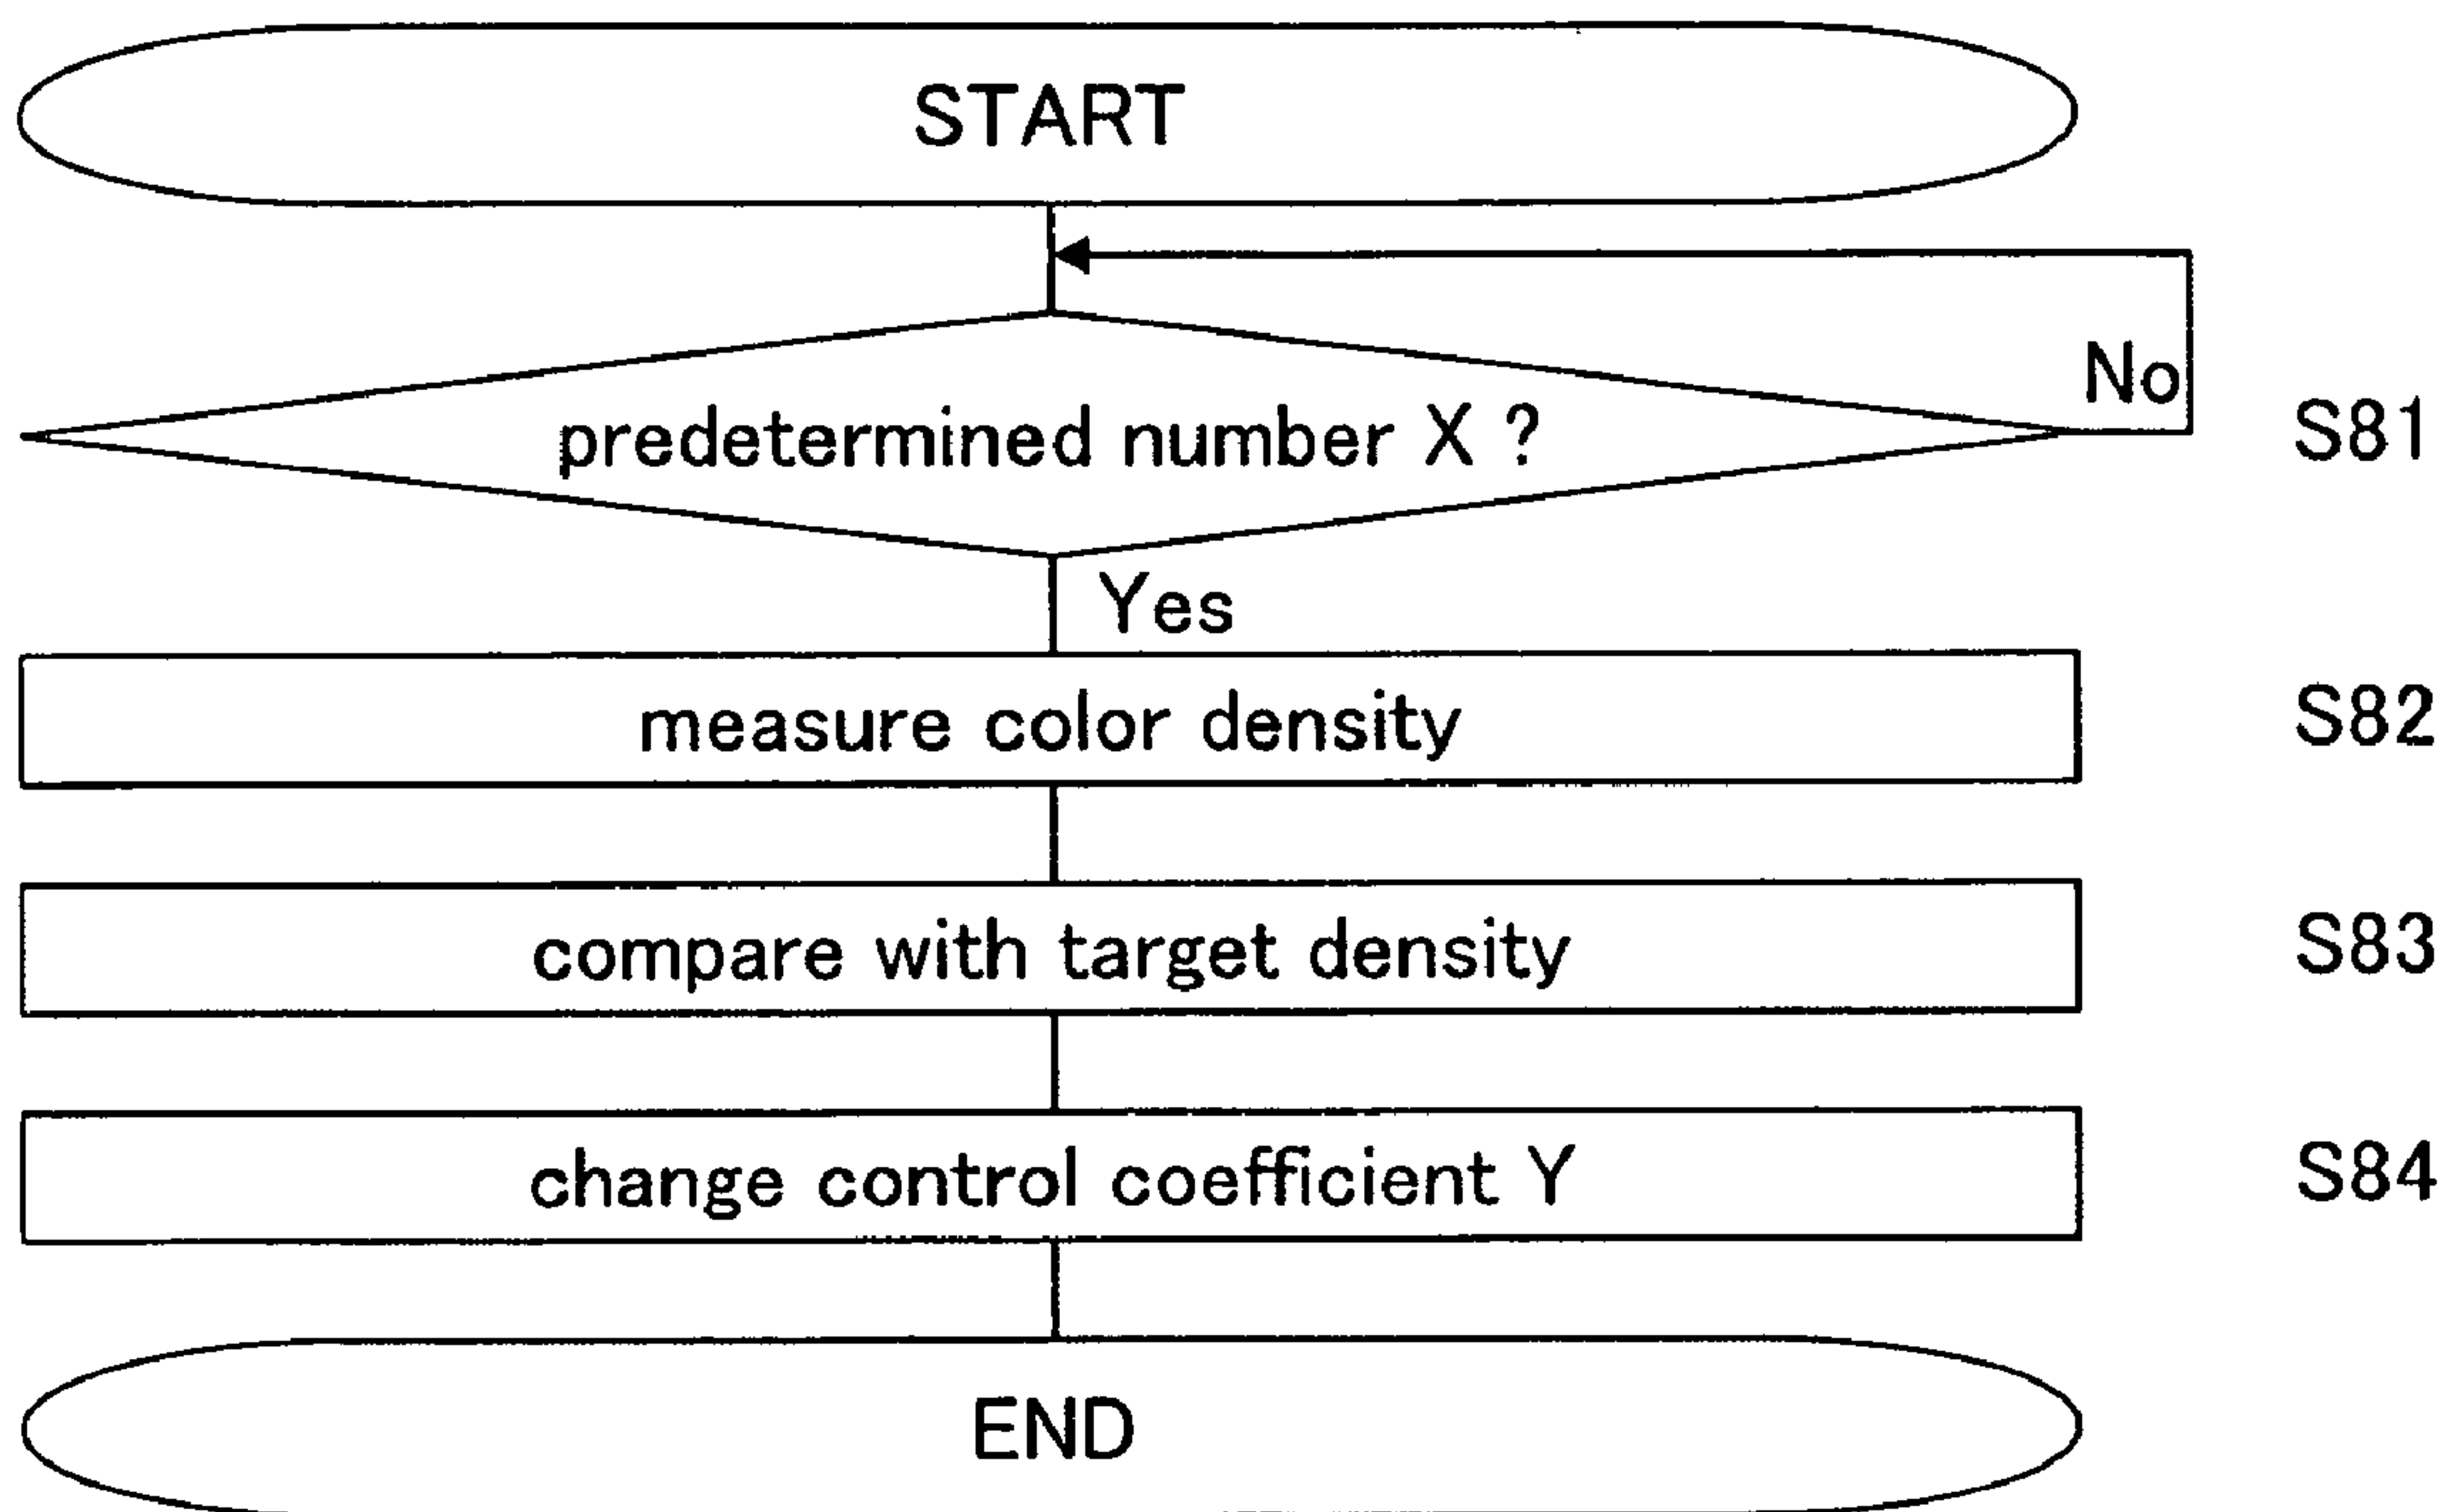 START
No
predetermined number X ? S81
Yes
measure color density S82
compare with target density S83
change control coefficient Y S84
END